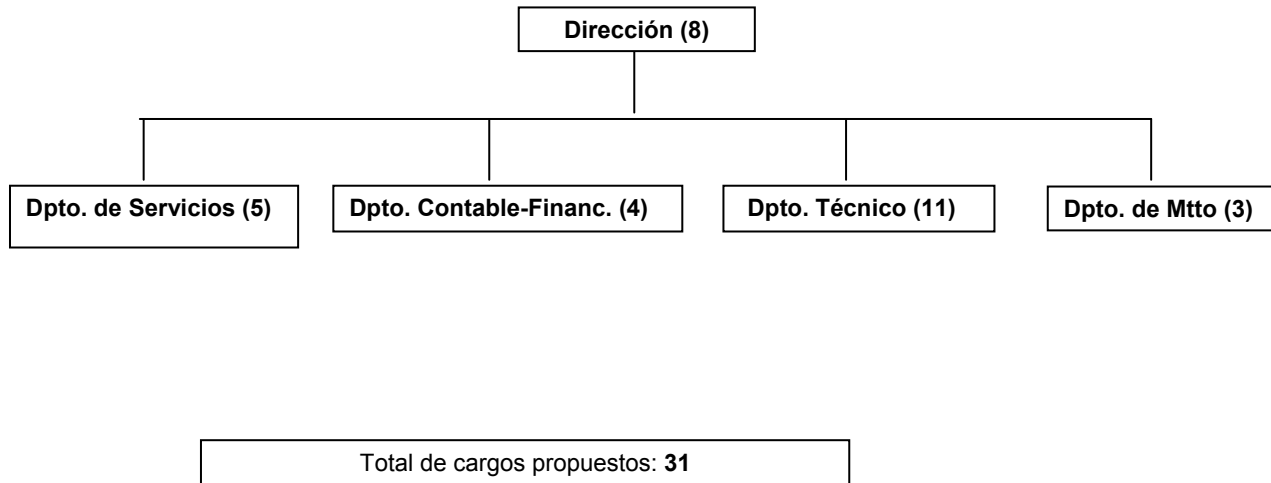 Dirección (8)
Dpto. de Servicios (5)
Dpto. Contable-Financ. (4)
Dpto. Técnico (11)
Dpto. de Mtto (3)
Total de cargos propuestos: 31